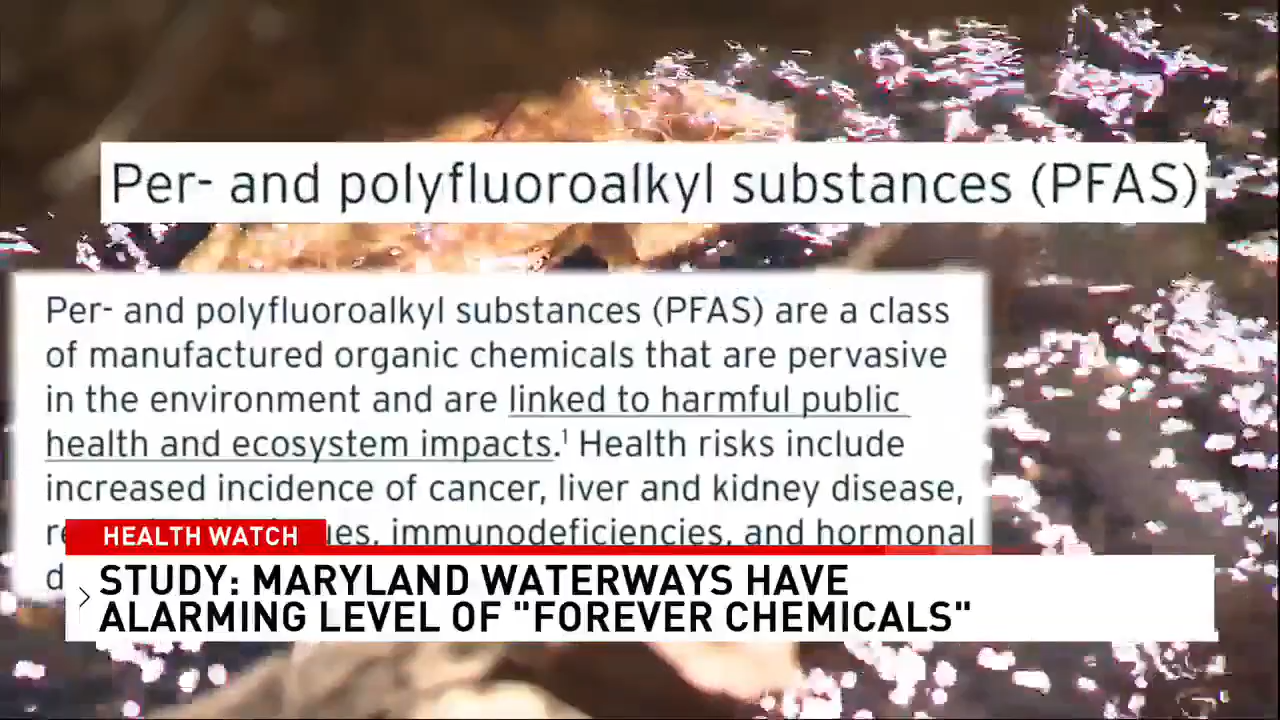 Per- and polyfluoroalkyl substances (PFAS)
Per- and polyfluoroalkyl substances (PFAS) are a class
of manufactured organic chemicals that are pervasive
in the environment and are linked to harmful public
health and ecosystem impacts.¹ Health risks include
increased incidence of cancer, liver and kidney disease,
immunodeficiencies, and hormonal
HEALTH WATCH
STUDY: MARYLAND WATERWAYS HAVE
ALARMING LEVEL OF "FOREVER CHEMICALS"